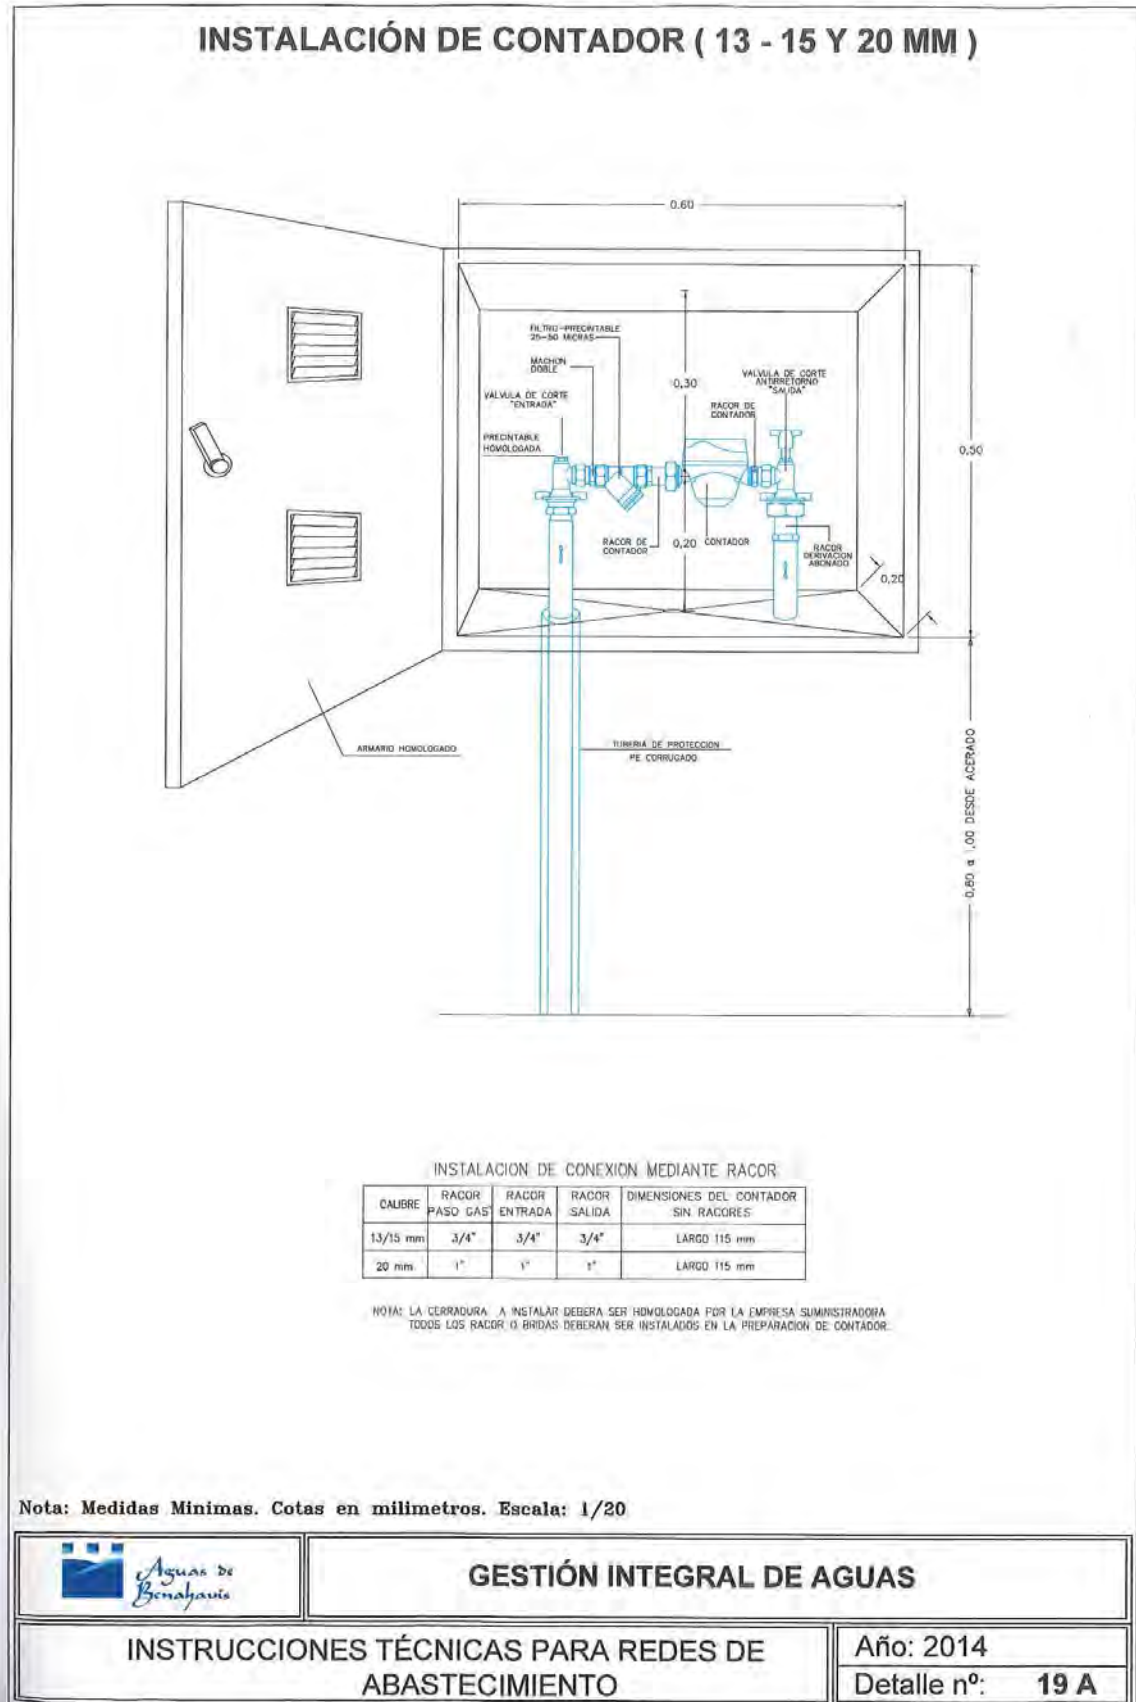 INSTALACIÓN DE CONTADOR ( 13 - 15 Y 20 MM )
0.60
FILTRO-PRECINTABLE
25-50 MICRAS
MACHON
DOBLE
VALVULA DE CORTE
"ENTRADA"
PRECINTABLE
HOMOLOGADA
0,30
VALVULA DE CORTE
ANTIRRETORNO
"SALIDA"
RACOR DE
CONTADOR
0,50
RACOR DE
CONTADOR
0,20
CONTADOR
RACOR
DERIVACION
ABONADO
0,20
ARMARIO HOMOLOGADO
TUBERIA DE PROTECCION
PE CORRUGADO
0,80 a 1,00 DESDE ACERADO
INSTALACION DE CONEXION MEDIANTE RACOR
CALIBRE RACOR PASO GAS RACOR ENTRADA RACOR SALIDA DIMENSIONES DEL CONTADOR SIN RACORES
13/15 mm 3/4" 3/4" 3/4" LARGO 115 mm
20 mm 1" 1" 1" LARGO 115 mm
NOTA: LA CERRADURA A INSTALAR DEBERA SER HOMOLOGADA POR LA EMPRESA SUMINISTRADORA
TODOS LOS RACOR O BRIDAS DEBERAN SER INSTALADOS EN LA PREPARACION DE CONTADOR.
Nota: Medidas Minimas. Cotas en milimetros. Escala: 1/20
Aguas de
Benahavis
GESTIÓN INTEGRAL DE AGUAS
INSTRUCCIONES TÉCNICAS PARA REDES DE
ABASTECIMIENTO
Año: 2014
Detalle nº: 19 A